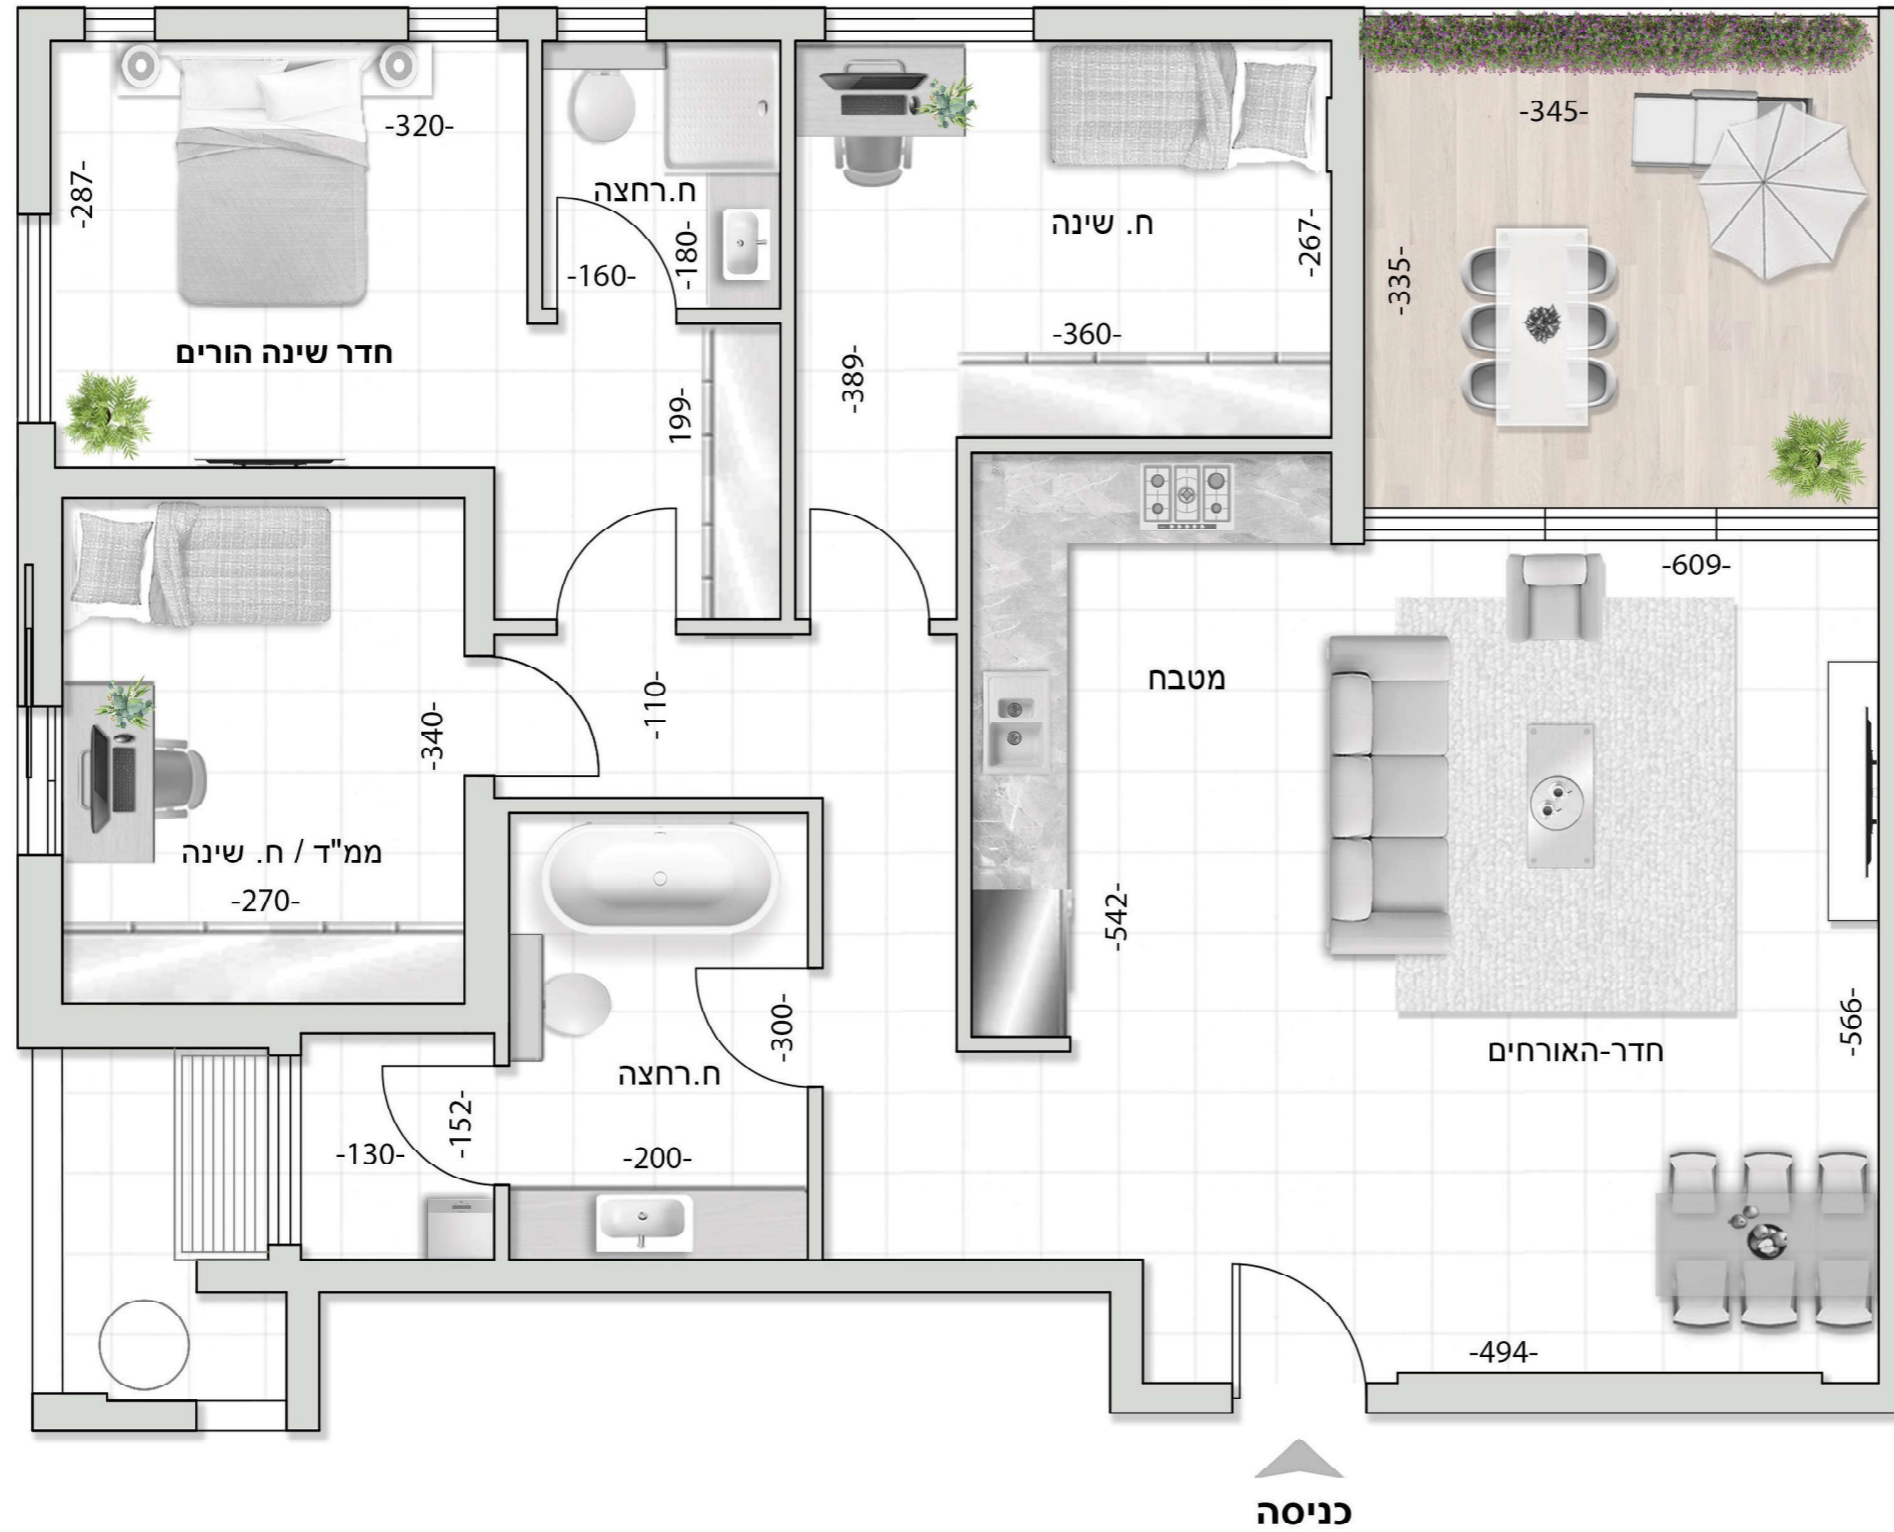 -345-
-320-
-287-
ח.רחצה
-180-
-160-
ח. שינה
-267-
-335-
-360-
חדר שינה הורים
-389-
-199-
-609-
מטבח
-110-
-340-
ממ"ד / ח. שינה
-270-
-542-
-300-
-566-
חדר-האורחים
ח.רחצה
-152-
-130-
-200-
-494-
כניסה